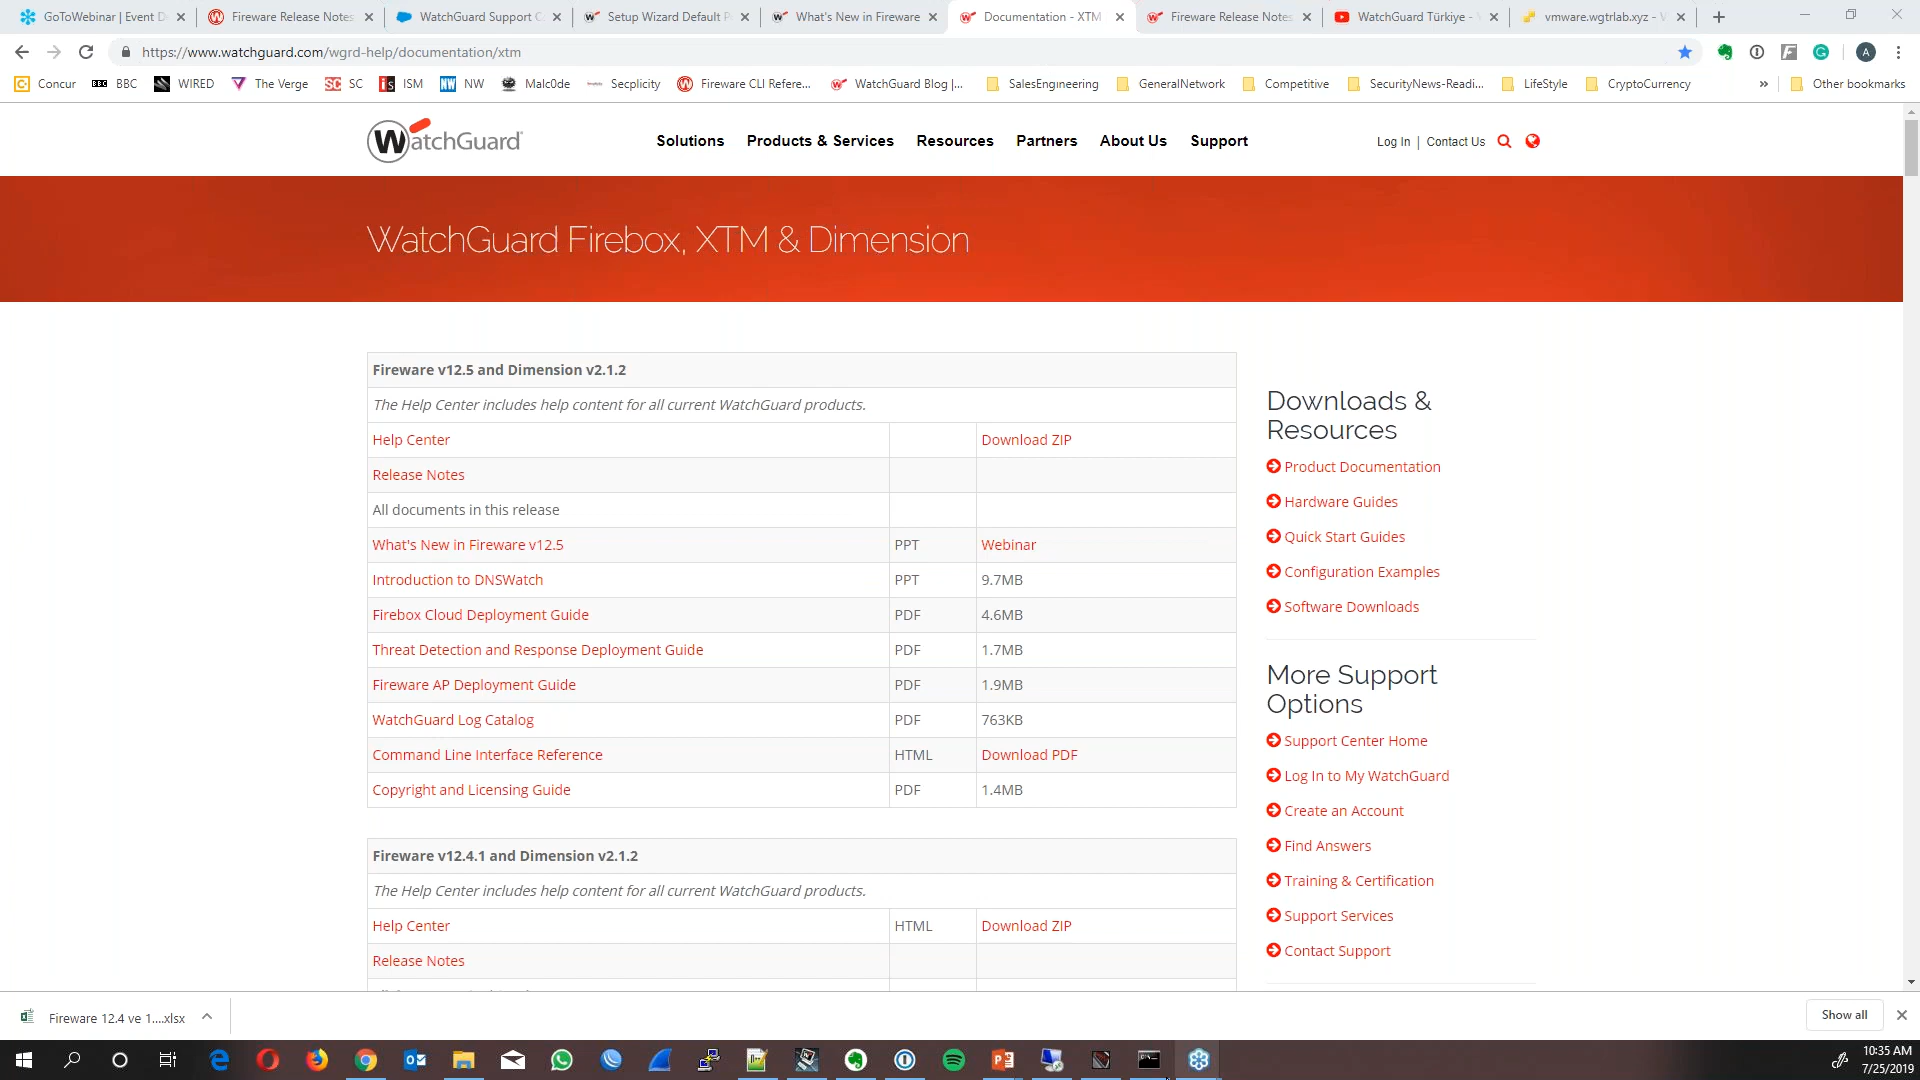 GoToWebinar | Event D
Fireware Release Notes
WatchGuard Support C
Setup Wizard Default P
What's New in Fireware
Documentation - XTM
Fireware Release Notes
WatchGuard Türkiye -
vmware.wgtrlab.xyz - V
https://www.watchguard.com/wgrd-help/documentation/xtm
A
Concur
BBC BBC
WIRED
The Verge
SC SC
is ISM
NW NW
Malc0de
Secplicity
Fireware CLI Refere...
WatchGuard Blog |...
SalesEngineering
GeneralNetwork
Competitive
SecurityNews-Readi...
LifeStyle
CryptoCurrency
»
Other bookmarks
WatchGuard
Solutions
Products & Services
Resources
Partners
About Us
Support
Log In | Contact Us
WatchGuard Firebox, XTM & Dimension
Fireware v12.5 and Dimension v2.1.2
The Help Center includes help content for all current WatchGuard products.
Help Center Download ZIP
Release Notes
All documents in this release
What's New in Fireware v12.5 PPT Webinar
Introduction to DNSWatch PPT 9.7MB
Firebox Cloud Deployment Guide PDF 4.6MB
Threat Detection and Response Deployment Guide PDF 1.7MB
Fireware AP Deployment Guide PDF 1.9MB
WatchGuard Log Catalog PDF 763KB
Command Line Interface Reference HTML Download PDF
Copyright and Licensing Guide PDF 1.4MB
Fireware v12.4.1 and Dimension v2.1.2
The Help Center includes help content for all current WatchGuard products.
Help Center HTML Download ZIP
Release Notes
Downloads &
Resources
Product Documentation
Hardware Guides
Quick Start Guides
Configuration Examples
Software Downloads
More Support
Options
Support Center Home
Log In to My WatchGuard
Create an Account
Find Answers
Training & Certification
Support Services
Contact Support
Fireware 12.4 ve 1....xlsx
Show all
10:35 AM
7/25/2019